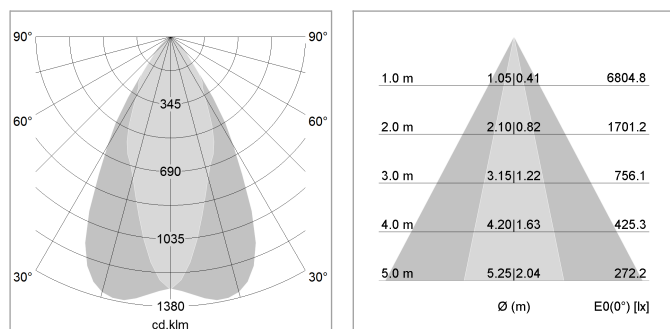 90° 90°
345
60° 60°
690
1035
30° 30°
1380
cd.klm
1.0 m 1.05|0.41 6804.8
2.0 m 2.10|0.82 1701.2
3.0 m 3.15|1.22 756.1
4.0 m 4.20|1.63 425.3
5.0 m 5.25|2.04 272.2
Ø (m) E0(0°) [lx]